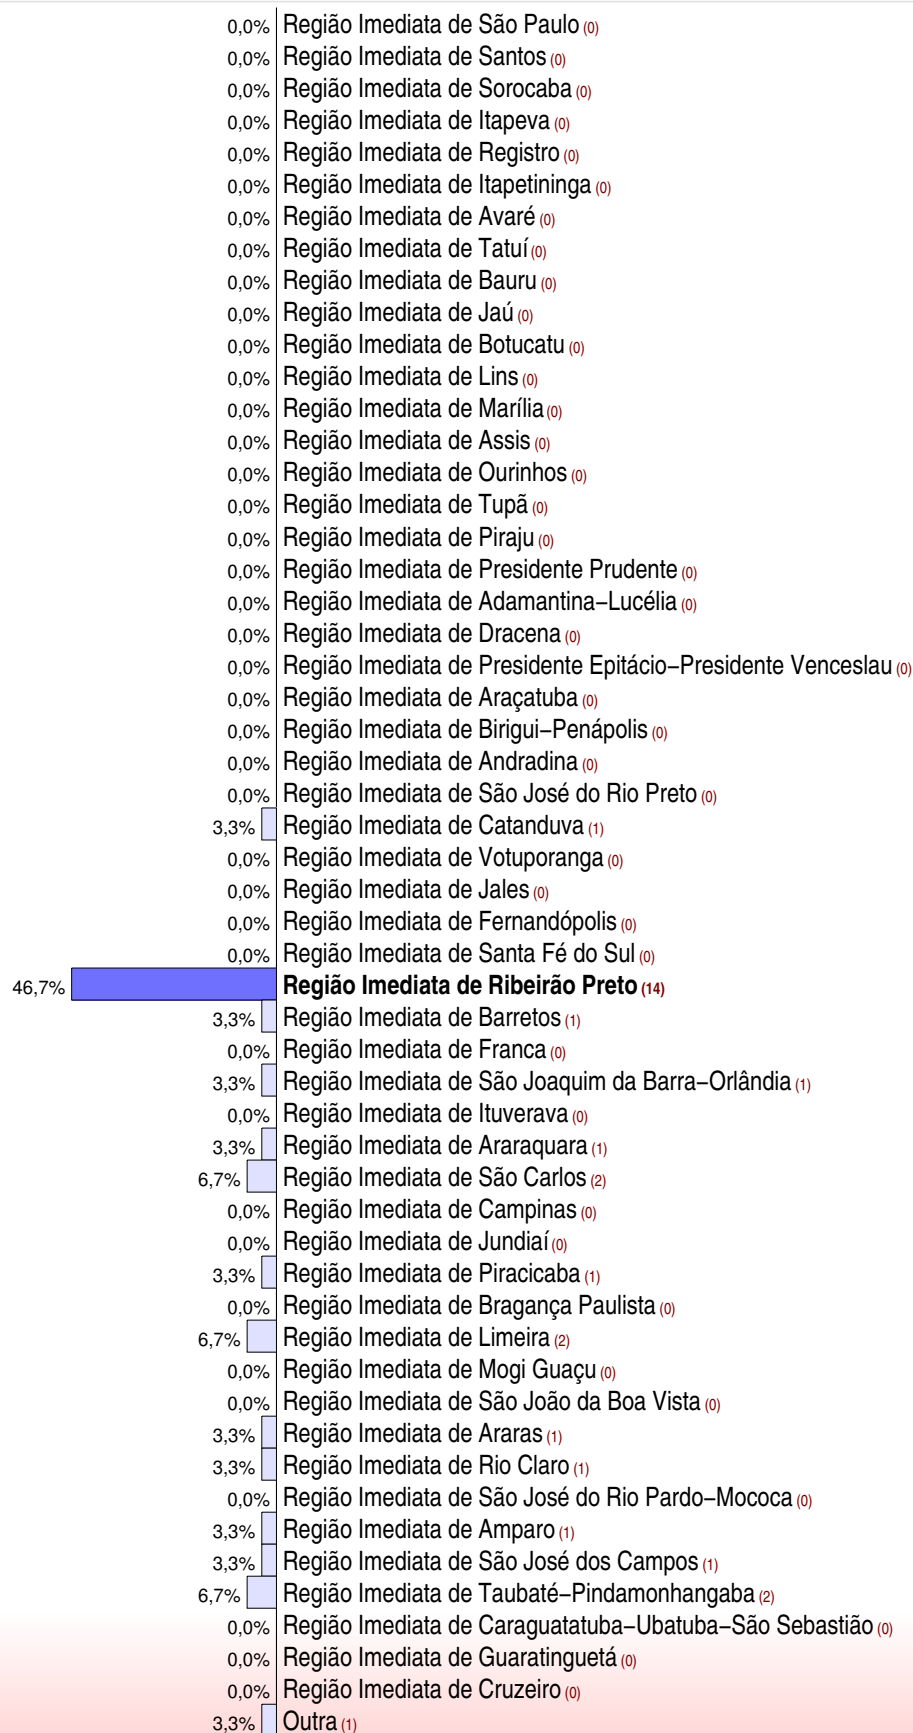 0,0% Região Imediata de São Paulo (0)
0,0% Região Imediata de Santos (0)
0,0% Região Imediata de Sorocaba (0)
0,0% Região Imediata de Itapeva (0)
0,0% Região Imediata de Registro (0)
0,0% Região Imediata de Itapetininga (0)
0,0% Região Imediata de Avaré (0)
0,0% Região Imediata de Tatuí (0)
0,0% Região Imediata de Bauru (0)
0,0% Região Imediata de Jaú (0)
0,0% Região Imediata de Botucatu (0)
0,0% Região Imediata de Lins (0)
0,0% Região Imediata de Marília (0)
0,0% Região Imediata de Assis (0)
0,0% Região Imediata de Ourinhos (0)
0,0% Região Imediata de Tupã (0)
0,0% Região Imediata de Piraju (0)
0,0% Região Imediata de Presidente Prudente (0)
0,0% Região Imediata de Adamantina−Lucélia (0)
0,0% Região Imediata de Dracena (0)
0,0% Região Imediata de Presidente Epitácio−Presidente Venceslau (0)
0,0% Região Imediata de Araçatuba (0)
0,0% Região Imediata de Birigui−Penápolis (0)
0,0% Região Imediata de Andradina (0)
0,0% Região Imediata de São José do Rio Preto (0)
3,3% Região Imediata de Catanduva (1)
0,0% Região Imediata de Votuporanga (0)
0,0% Região Imediata de Jales (0)
0,0% Região Imediata de Fernandópolis (0)
0,0% Região Imediata de Santa Fé do Sul (0)
46,7% Região Imediata de Ribeirão Preto (14)
3,3% Região Imediata de Barretos (1)
0,0% Região Imediata de Franca (0)
3,3% Região Imediata de São Joaquim da Barra−Orlândia (1)
0,0% Região Imediata de Ituverava (0)
3,3% Região Imediata de Araraquara (1)
6,7% Região Imediata de São Carlos (2)
0,0% Região Imediata de Campinas (0)
0,0% Região Imediata de Jundiaí (0)
3,3% Região Imediata de Piracicaba (1)
0,0% Região Imediata de Bragança Paulista (0)
6,7% Região Imediata de Limeira (2)
0,0% Região Imediata de Mogi Guaçu (0)
0,0% Região Imediata de São João da Boa Vista (0)
3,3% Região Imediata de Araras (1)
3,3% Região Imediata de Rio Claro (1)
0,0% Região Imediata de São José do Rio Pardo−Mococa (0)
3,3% Região Imediata de Amparo (1)
3,3% Região Imediata de São José dos Campos (1)
6,7% Região Imediata de Taubaté−Pindamonhangaba (2)
0,0% Região Imediata de Caraguatatuba−Ubatuba−São Sebastião (0)
0,0% Região Imediata de Guaratinguetá (0)
0,0% Região Imediata de Cruzeiro (0)
3,3% Outra (1)